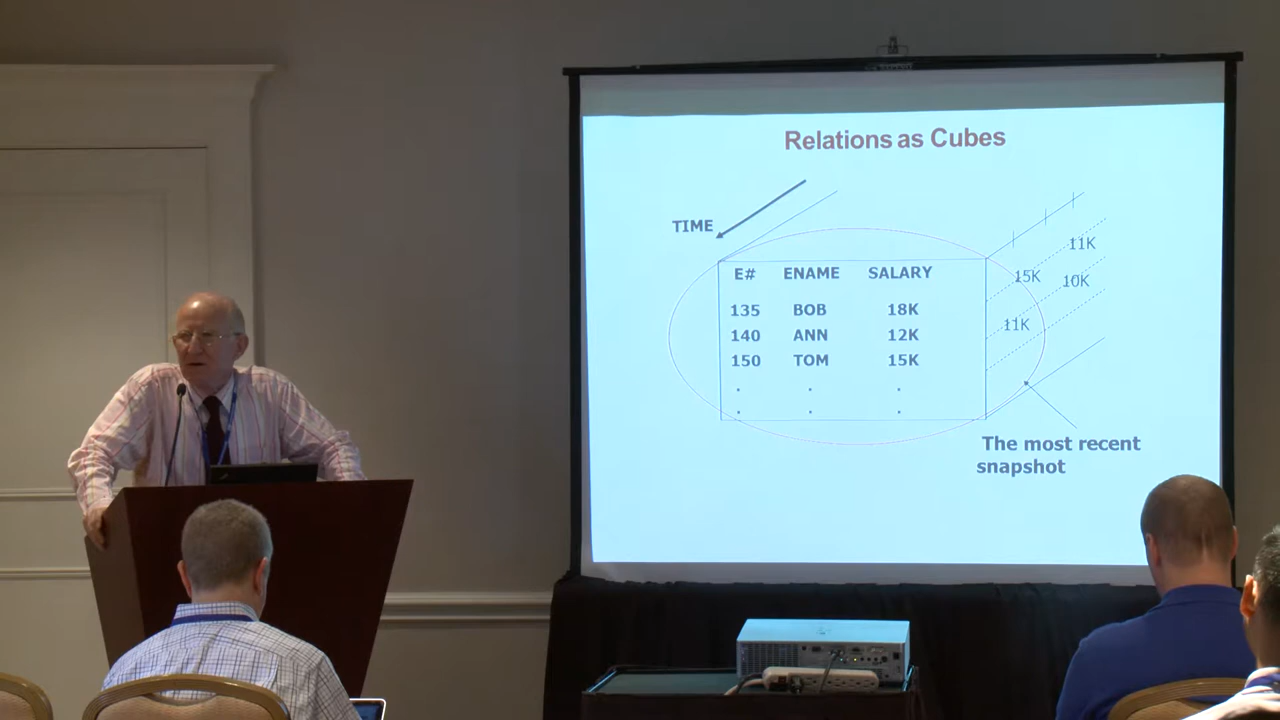 Relations as Cubes
TIME
E# ENAME SALARY
135 BOB 18K
140 ANN 12K
150 TOM 15K
. . .
. . .
11K
15K 10K
11K
The most recent
snapshot